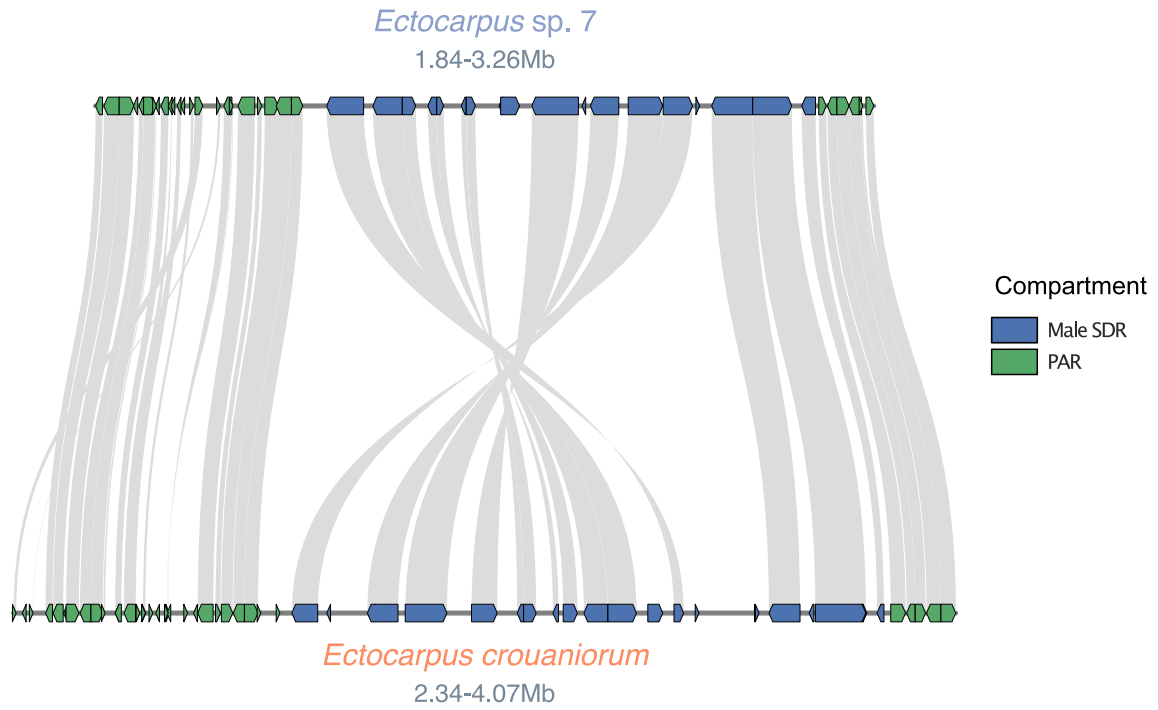 Ectocarpus sp. 7
1.84-3.26Mb
Compartment
Male SDR
PAR
Ectocarpus crouaniorum
2.34-4.07Mb